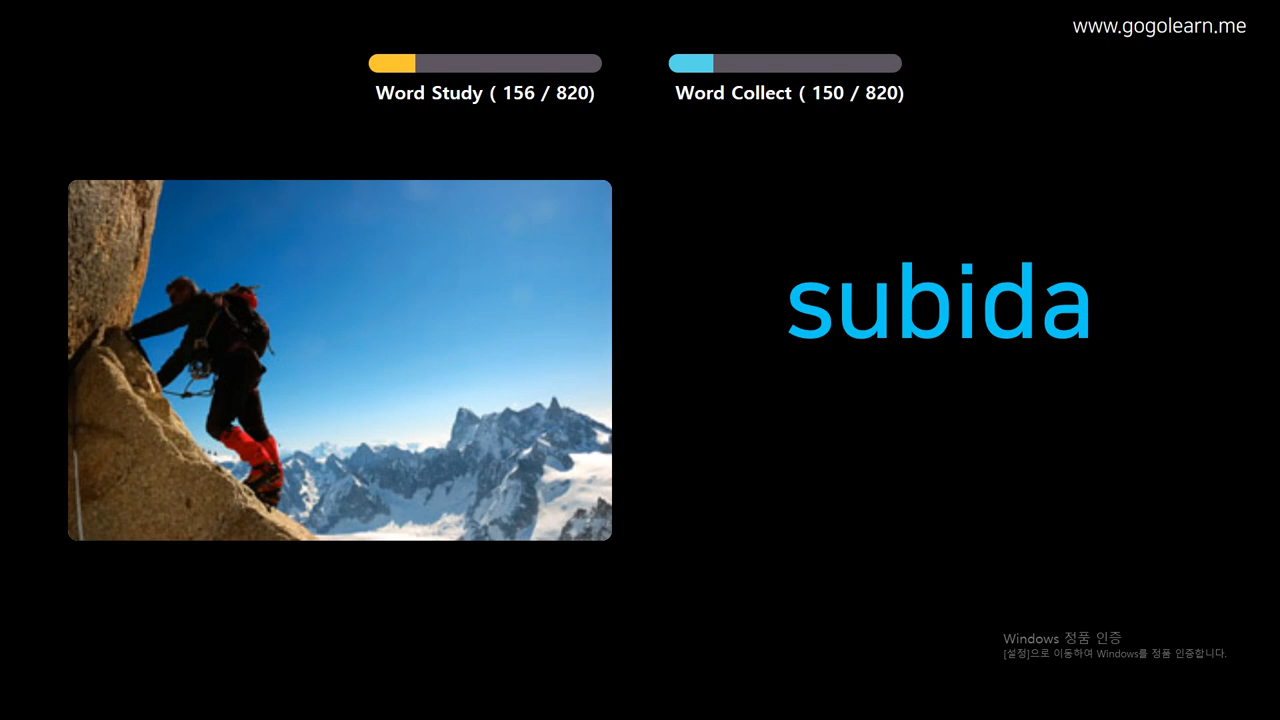 www.gogolearn.me
Word Study ( 156 / 820)
Word Collect ( 150 / 820)
subida
Windows 정품 인증
[설정]으로 이동하여 Windows를 정품 인증합니다.